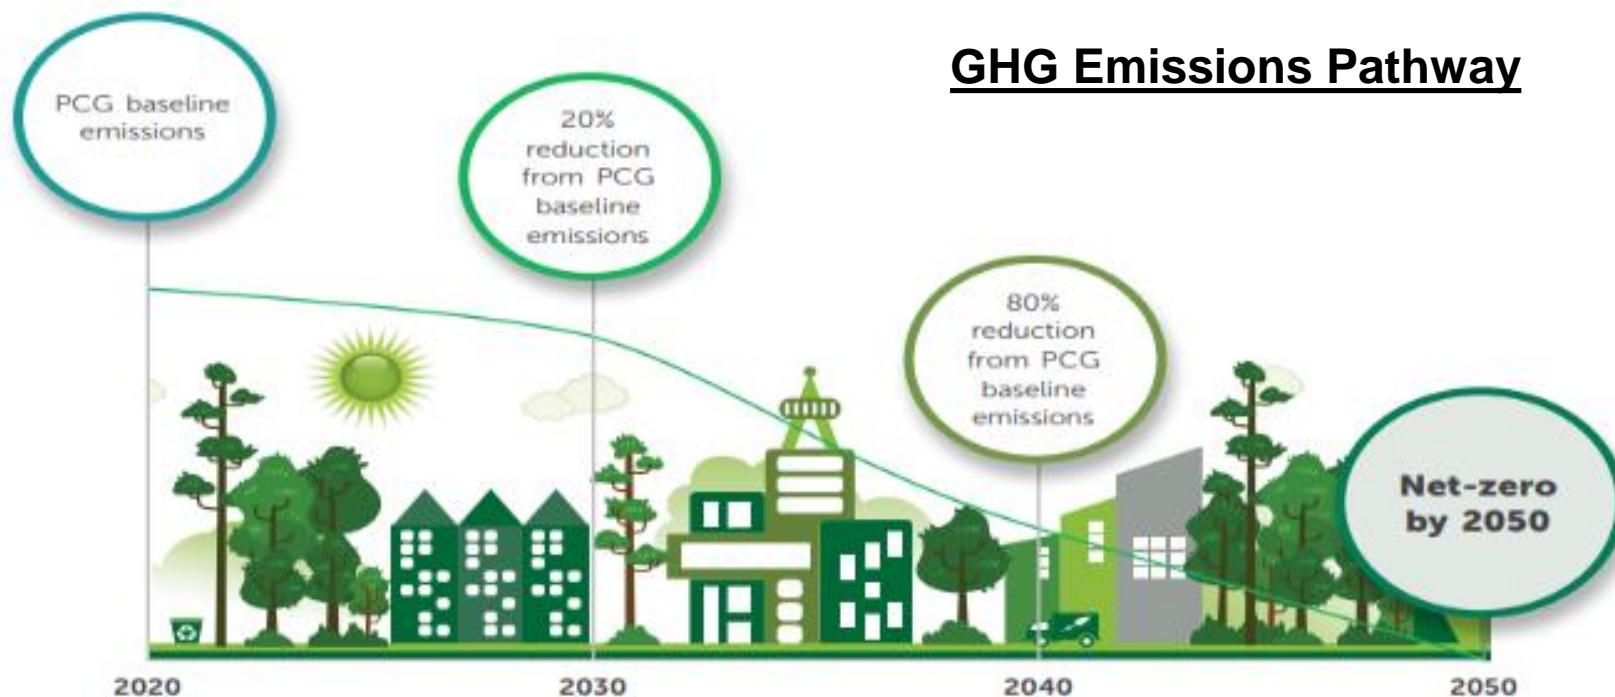 GHG Emissions Pathway
PCG baseline
emissions
20%
reduction
from PCG
baseline
emissions
80%
reduction
from PCG
baseline
emissions
Net-zero
by 2050
2020
2030
2040
2050